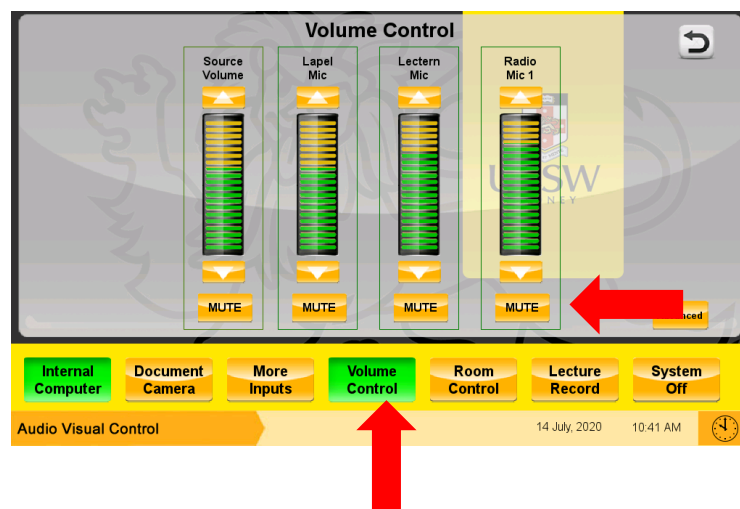 Volume Control
Source
Volume
Lapel
Mic
Lectern
Mic
Radio
Mic 1
MUTE
MUTE
MUTE
MUTE
Internal
Computer
Document
Camera
More
Inputs
Volume
Control
Room
Control
Lecture
Record
System
Off
Audio Visual Control
14 July, 2020
10:41 AM